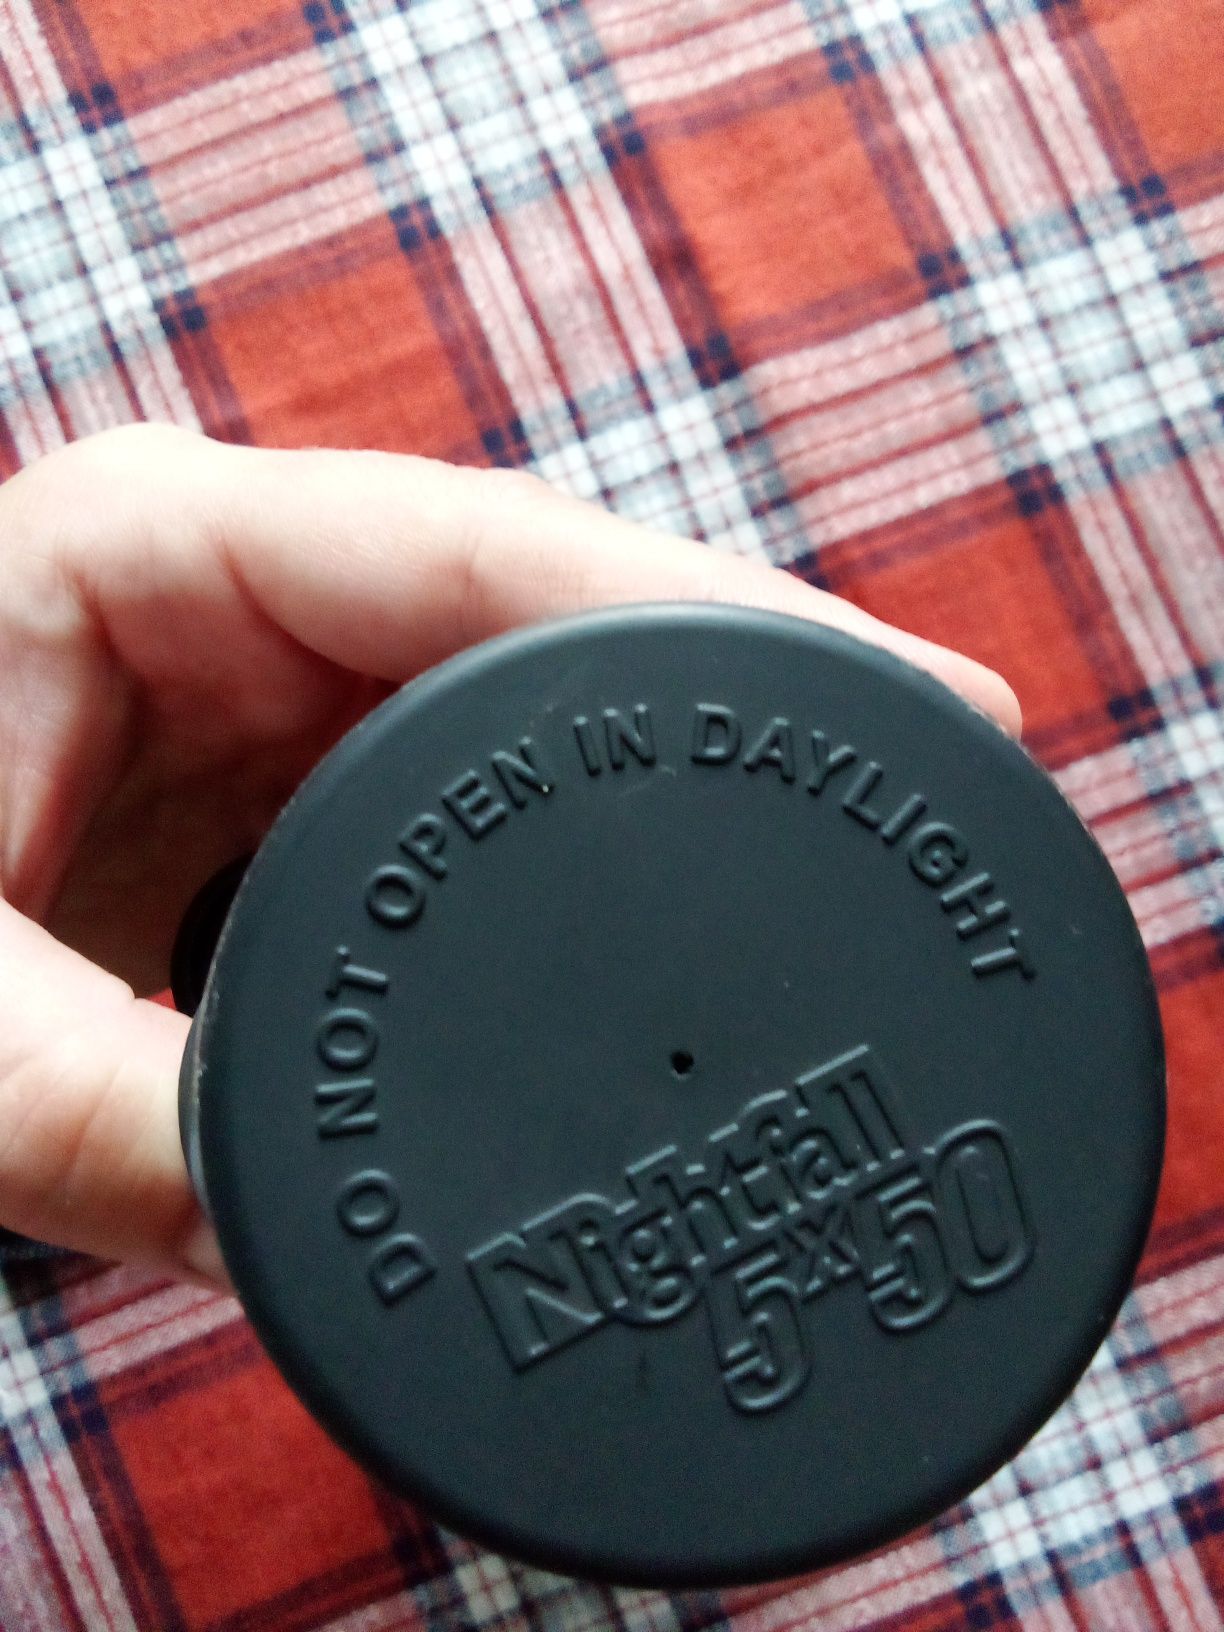 DO NOT OPEN IN DAYLIGHT
Nightfall
5x50